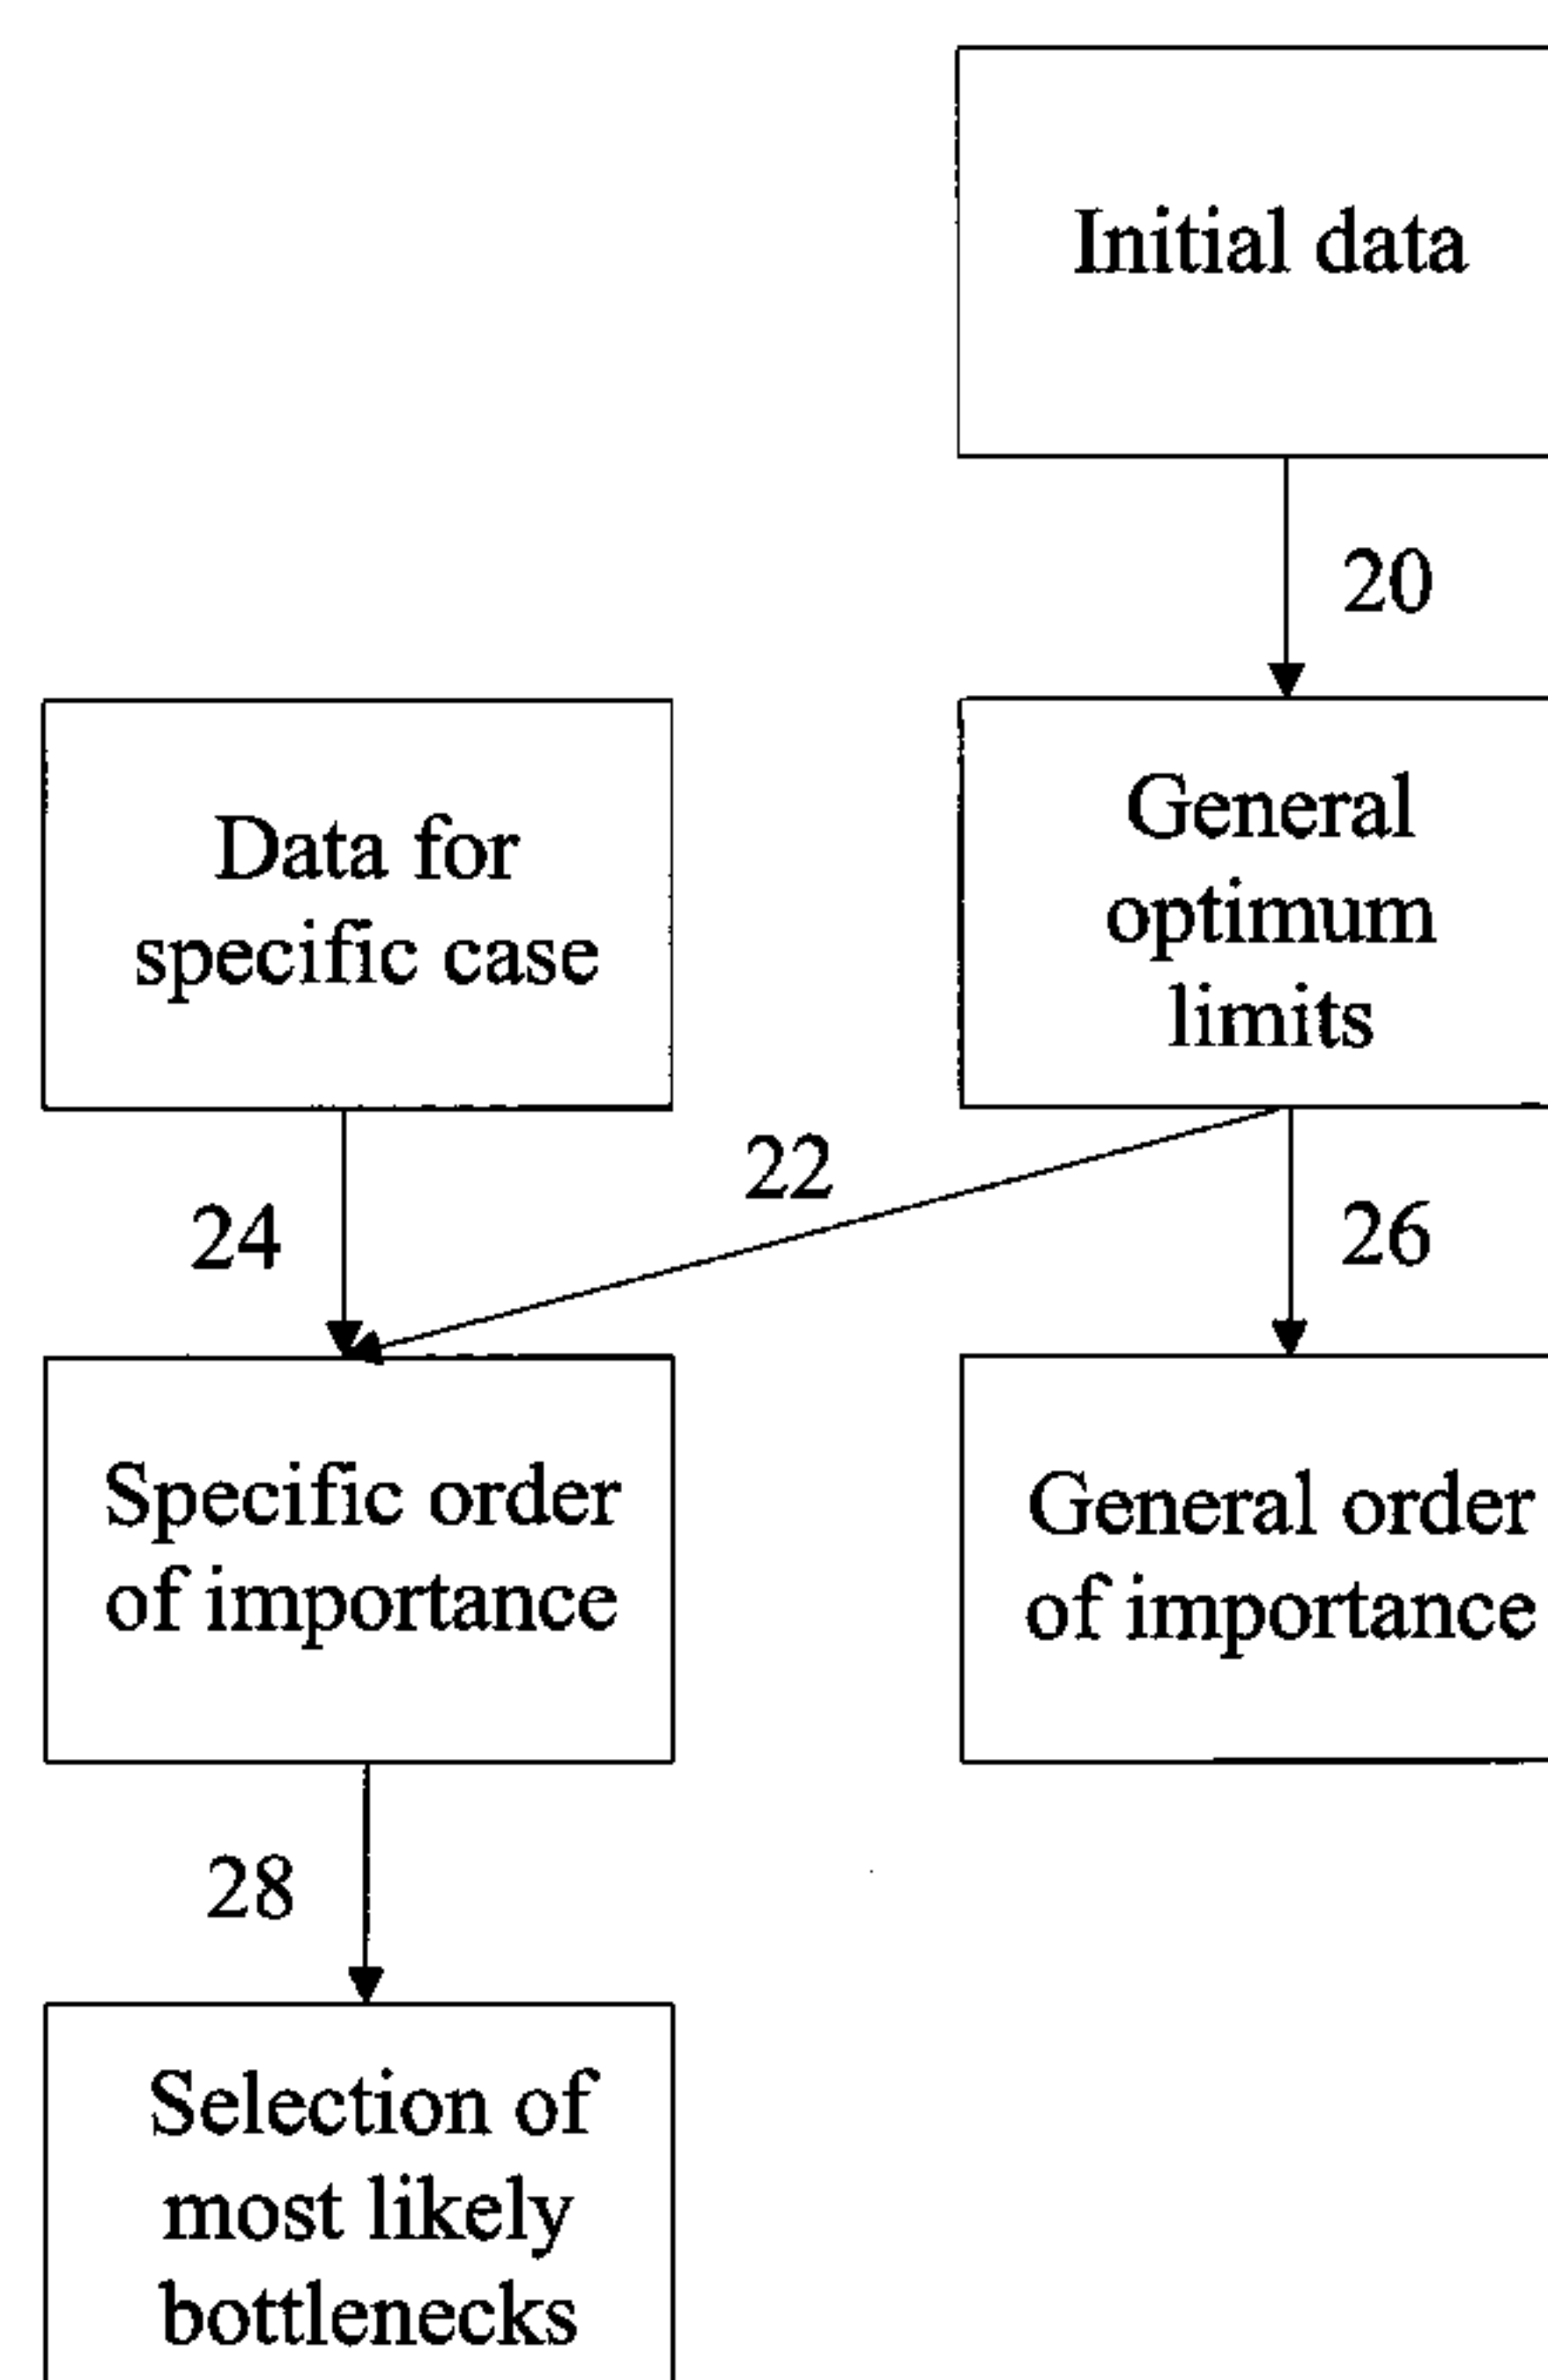 Initial data
20
Data for
specific case
General
optimum
limits
24
22
26
Specific order
of importance
General order
of importance
28
Selection of
most likely
bottlenecks